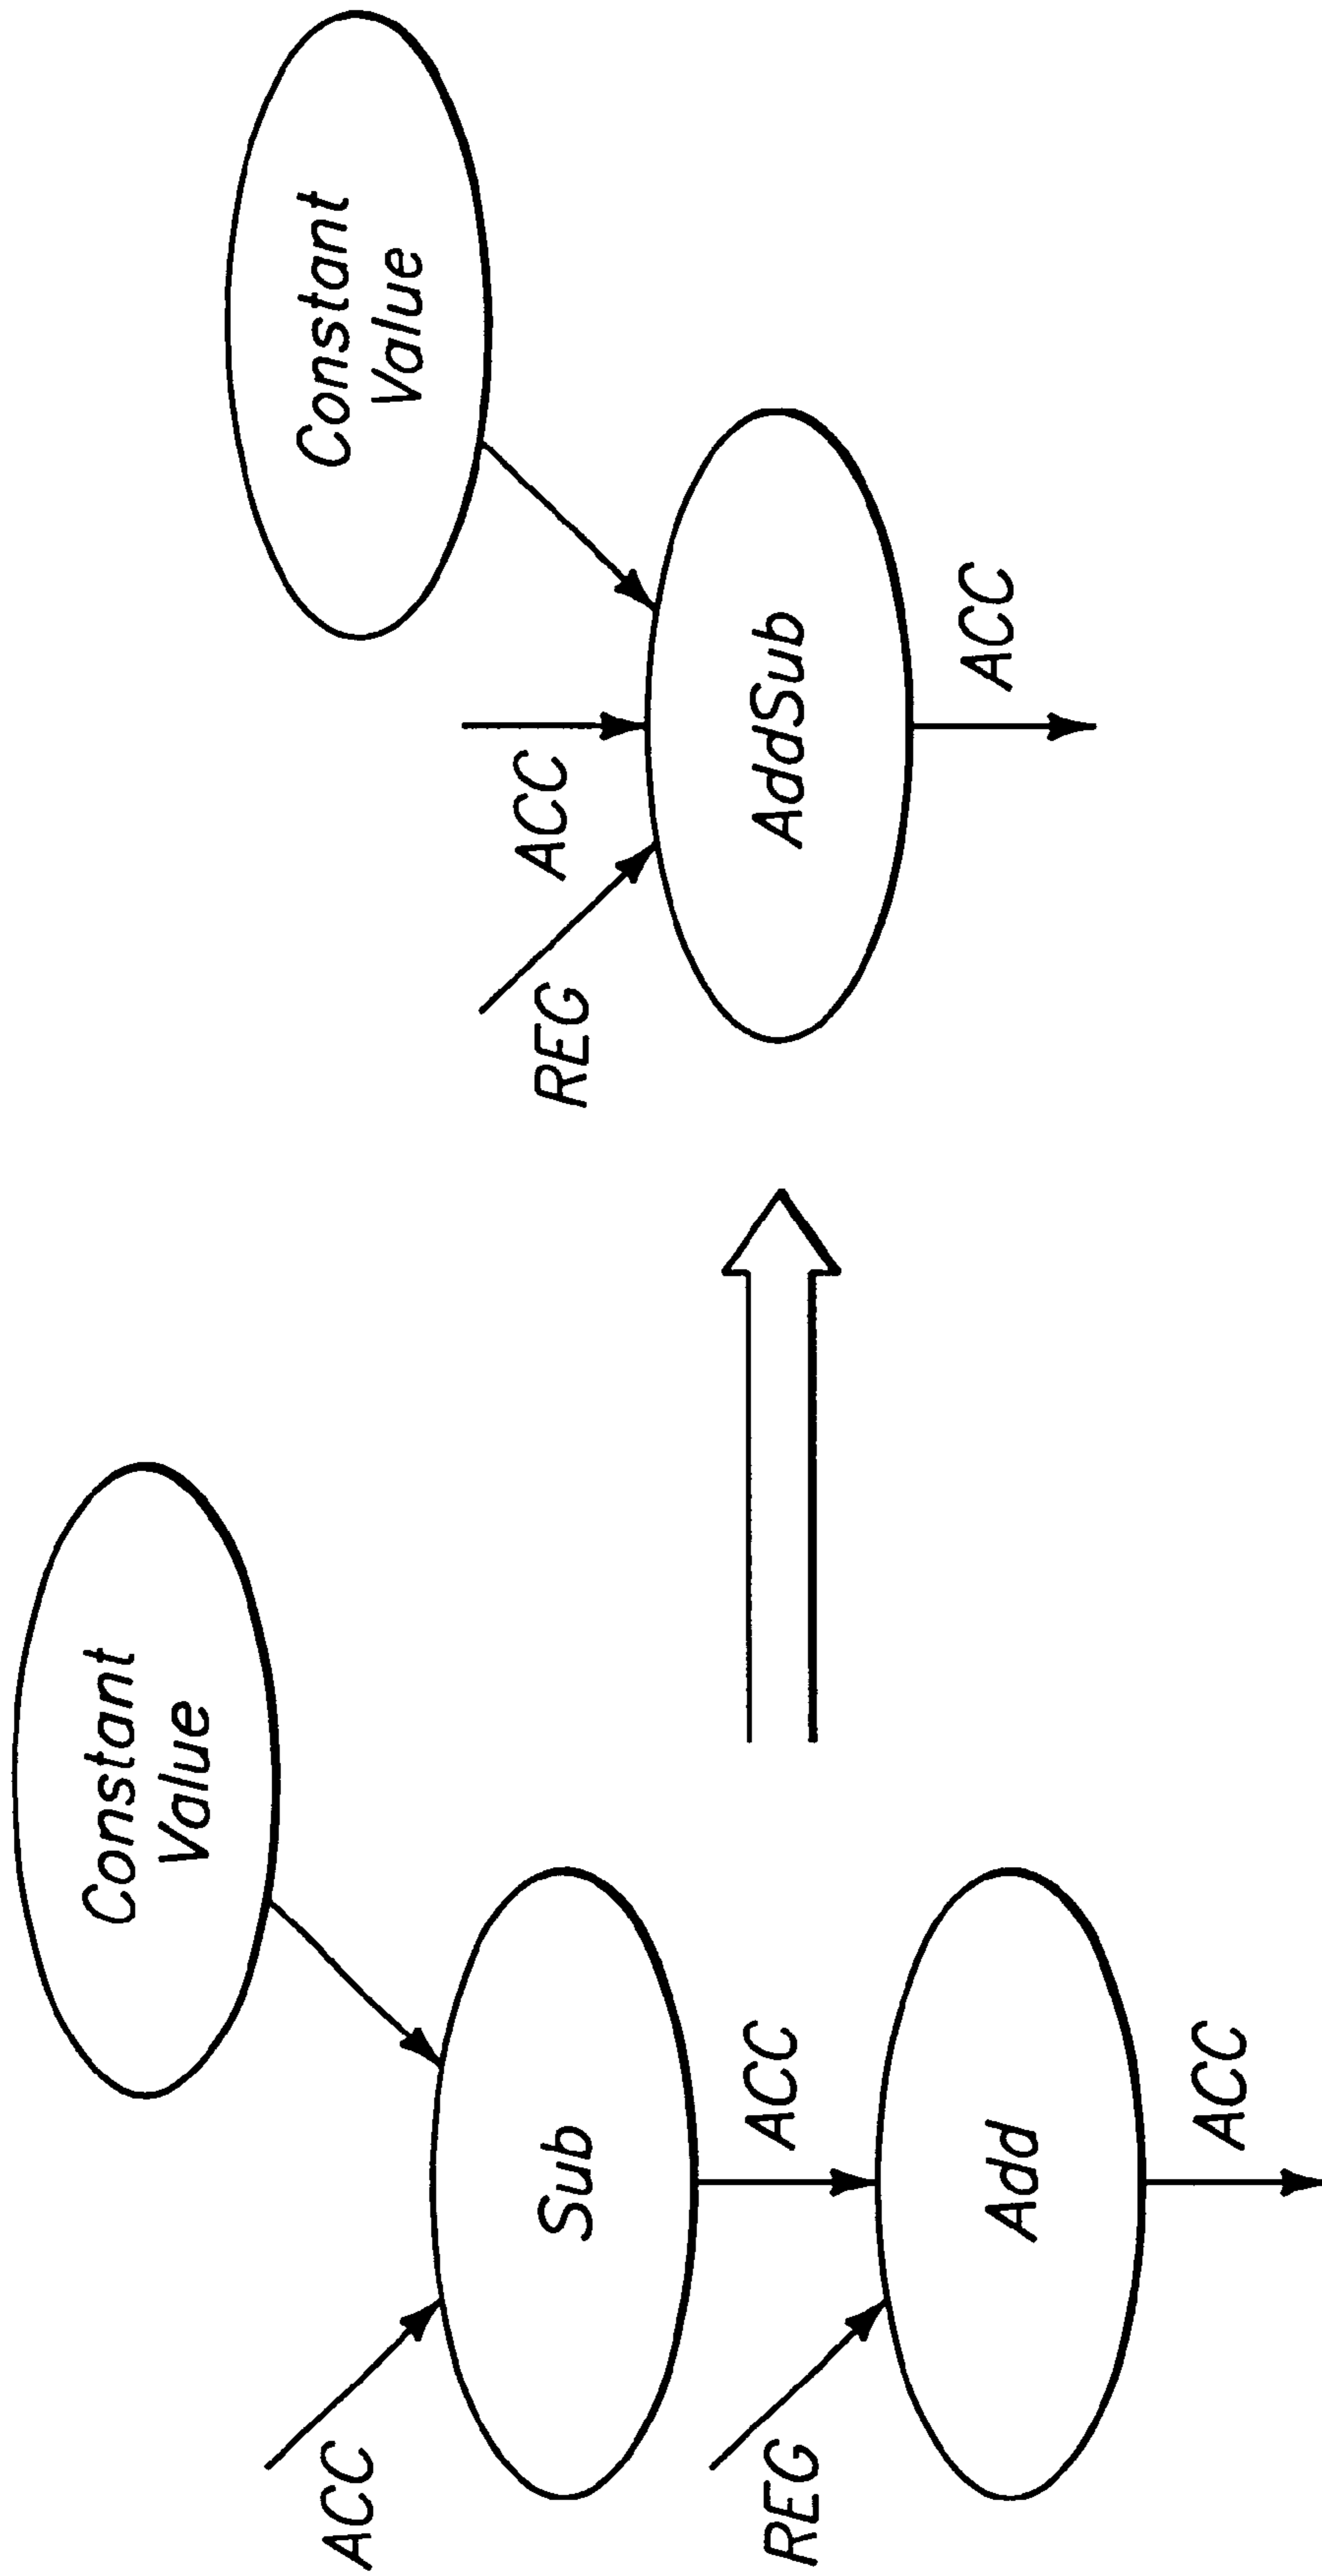 Constant
Value
ACC
Sub
ACC
REG
Add
ACC
Constant
Value
ACC
REG
AddSub
ACC